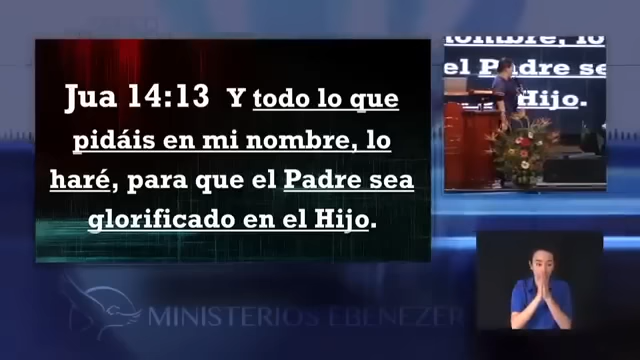 Jua 14:13 Y todo lo que
pidáis en mi nombre, lo
haré, para que el Padre sea
glorificado en el Hijo.
nombre, lo
el Padre se
Hijo.
MINISTERIOS EBENEZER